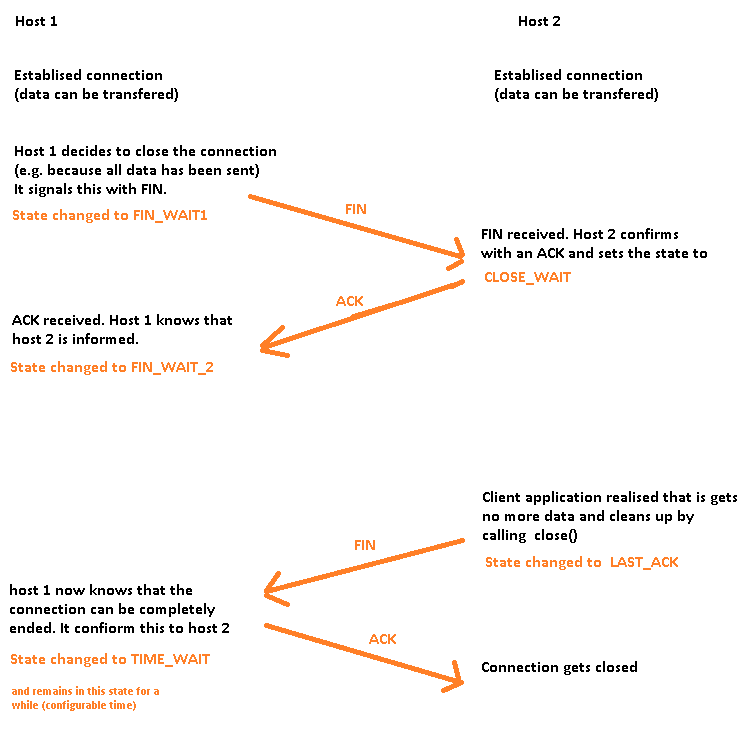 Host 1
Host 2
Establised connection
(data can be transfered)
Establised connection
(data can be transfered)
Host 1 decides to close the connection
(e.g. because all data has been sent)
It signals this with FIN.
State changed to FIN_WAIT1
FIN
FIN received. Host 2 confirms
with an ACK and sets the state to
CLOSE_WAIT
ACK
ACK received. Host 1 knows that
host 2 is informed.
State changed to FIN_WAIT_2
Client application realised that is gets
no more data and cleans up by
calling close()
State changed to LAST_ACK
FIN
host 1 now knows that the
connection can be completely
ended. It confiorm this to host 2
State changed to TIME_WAIT
and remains in this state for a
while (configurable time)
ACK
Connection gets closed